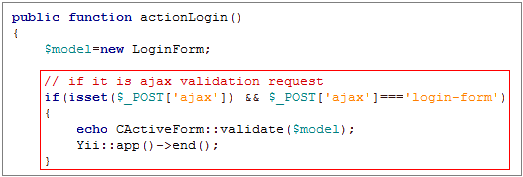 public function actionLogin()
{
    $model=new LoginForm;
    // if it is ajax validation request
    if(isset($_POST['ajax']) && $_POST['ajax']==='login-form')
    {
        echo CActiveForm::validate($model);
        Yii::app()->end();
    }